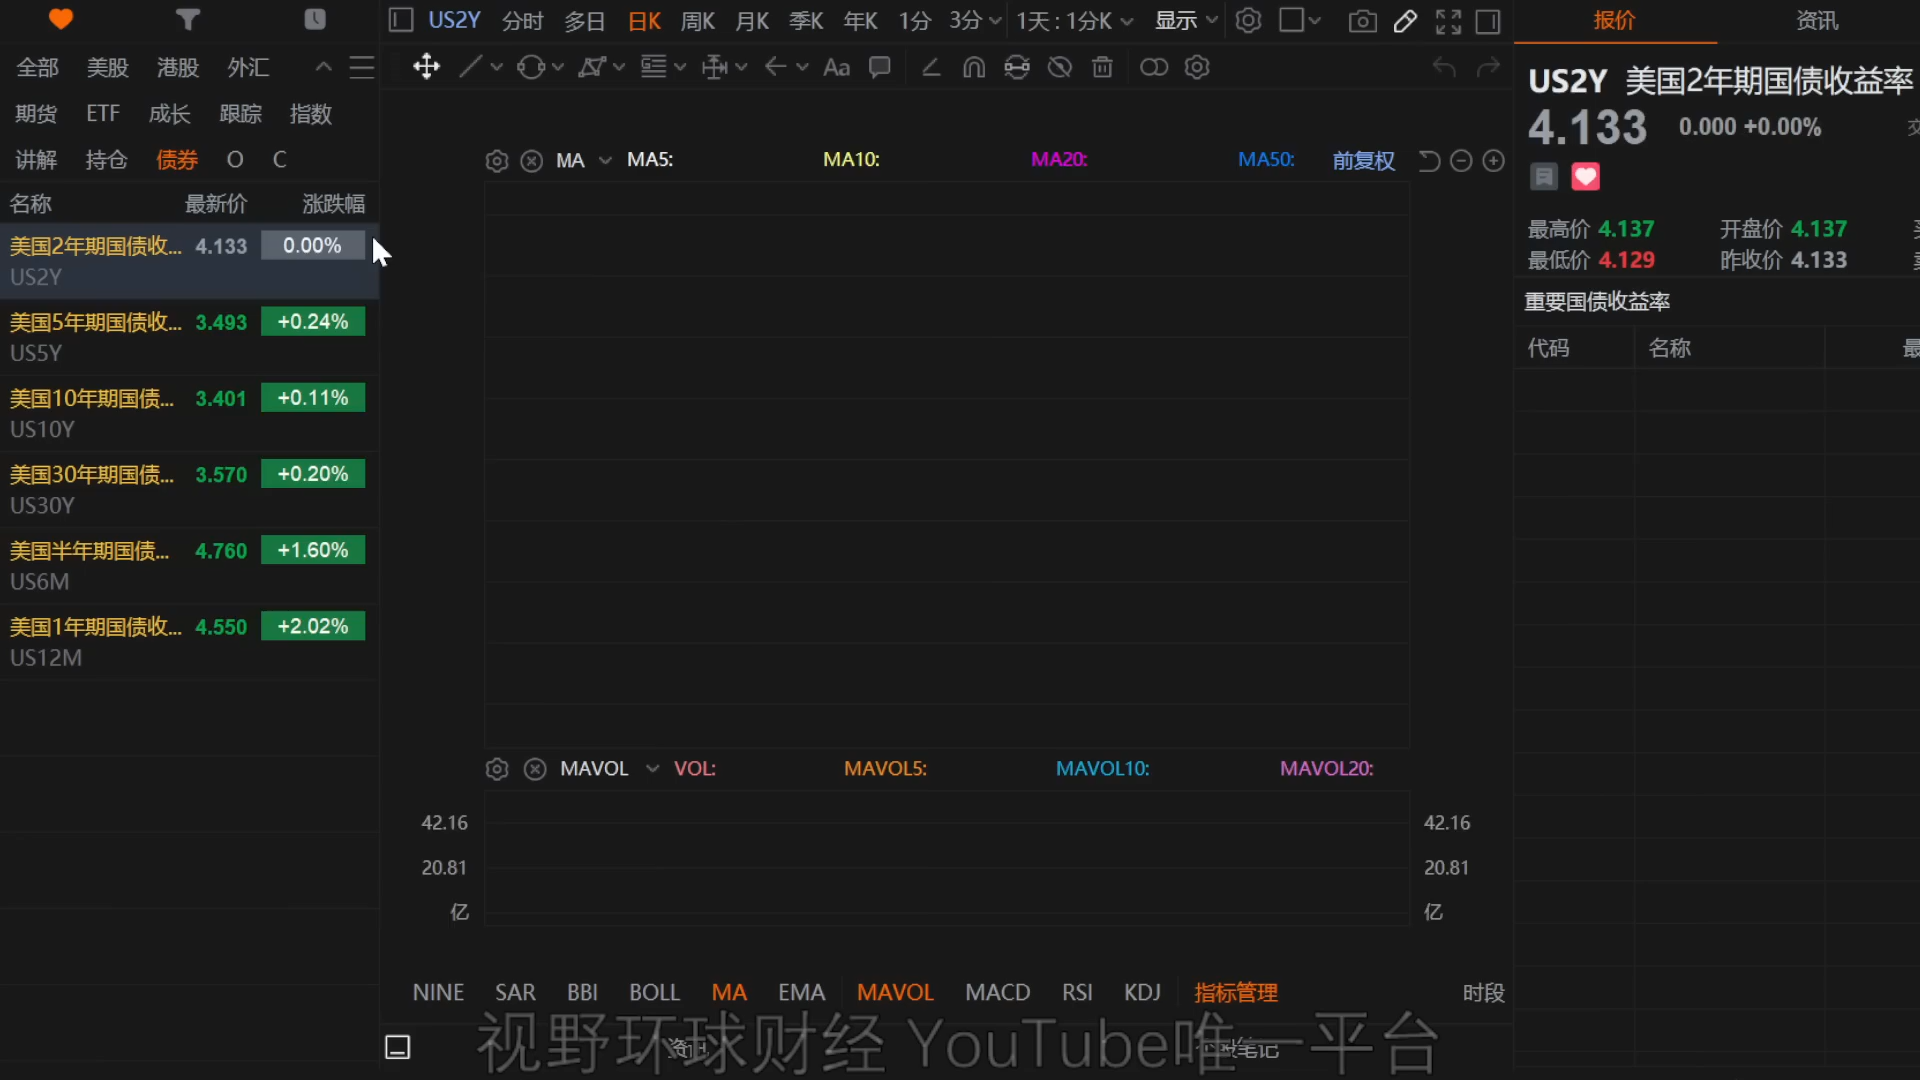 US2Y 分时 多日 日K 周K 月K 季K 年K 1分 3分 1天 : 1分K 显示
报价 资讯
全部 美股 港股 外汇
期货 ETF 成长 跟踪 指数
讲解 持仓 债券 O C
名称 最新价 涨跌幅
美国2年期国债收... 4.133 0.00%
US2Y
美国5年期国债收... 3.493 +0.24%
US5Y
美国10年期国债... 3.401 +0.11%
US10Y
美国30年期国债... 3.570 +0.20%
US30Y
美国半年期国债... 4.760 +1.60%
US6M
美国1年期国债收... 4.550 +2.02%
US12M
Aa
MA MA5: MA10: MA20: MA50: 前复权
MAVOL VOL: MAVOL5: MAVOL10: MAVOL20:
42.16 42.16
20.81 20.81
亿 亿
NINE SAR BBI BOLL MA EMA MAVOL MACD RSI KDJ 指标管理 时段
视野环球财经 YouTube唯一平台
US2Y 美国2年期国债收益率
4.133 0.000 +0.00%
最高价 4.137 开盘价 4.137
最低价 4.129 昨收价 4.133
重要国债收益率
代码 名称